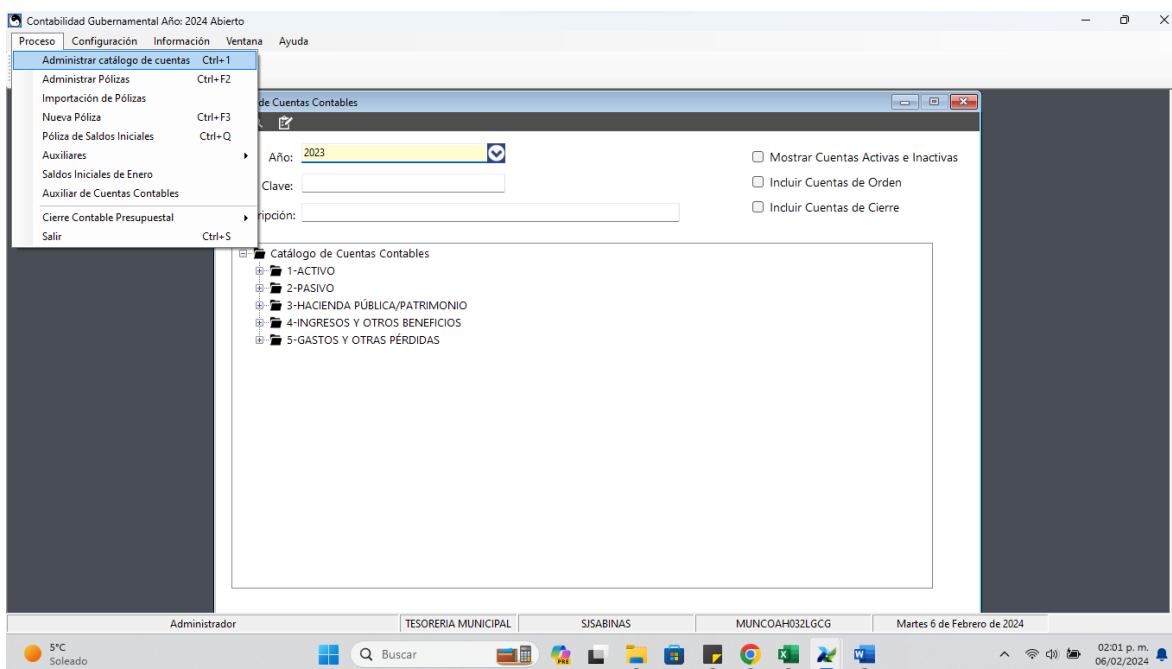 Contabilidad Gubernamental Año: 2024 Abierto
Proceso Configuración Información Ventana Ayuda
Administrar catálogo de cuentas Ctrl+1
Administrar Pólizas Ctrl+F2
Importación de Pólizas
Nueva Póliza Ctrl+F3
Póliza de Saldos Iniciales Ctrl+Q
Auxiliares
Saldos Iniciales de Enero
Auxiliar de Cuentas Contables
Cierre Contable Presupuestal
Salir Ctrl+S
de Cuentas Contables
Año: 2023
Clave:
ripción:
Mostrar Cuentas Activas e Inactivas
Incluir Cuentas de Orden
Incluir Cuentas de Cierre
Catálogo de Cuentas Contables
1-ACTIVO
2-PASIVO
3-HACIENDA PÚBLICA/PATRIMONIO
4-INGRESOS Y OTROS BENEFICIOS
5-GASTOS Y OTRAS PÉRDIDAS
Administrador TESORERIA MUNICIPAL SJSABINAS MUNCOAH032LGCG Martes 6 de Febrero de 2024
5°C
Soleado
Buscar
PRE
02:01 p. m.
06/02/2024